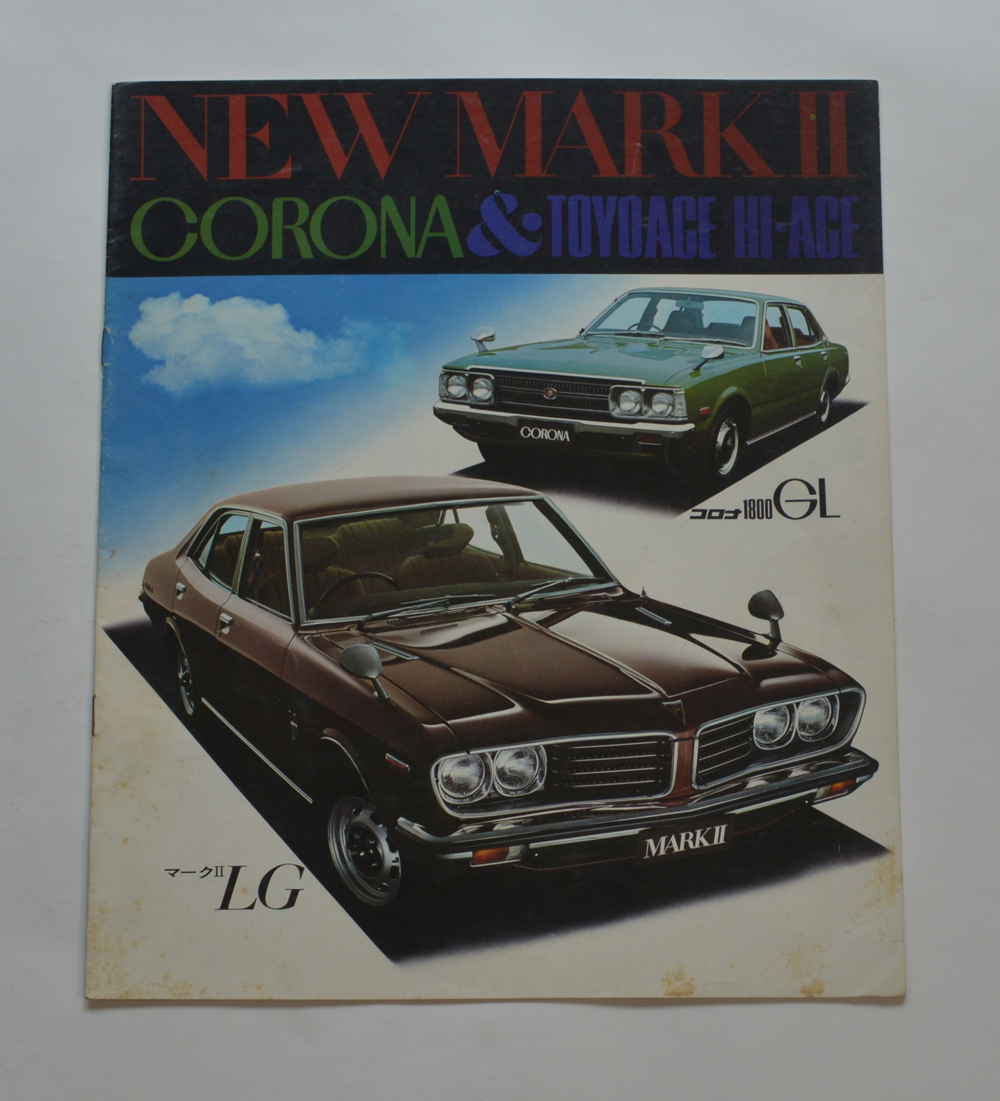 NEW MARK II
CORONA & TOYOACE HI-ACE
CORONA
コロナ1800GL
MARK II
マークII LG